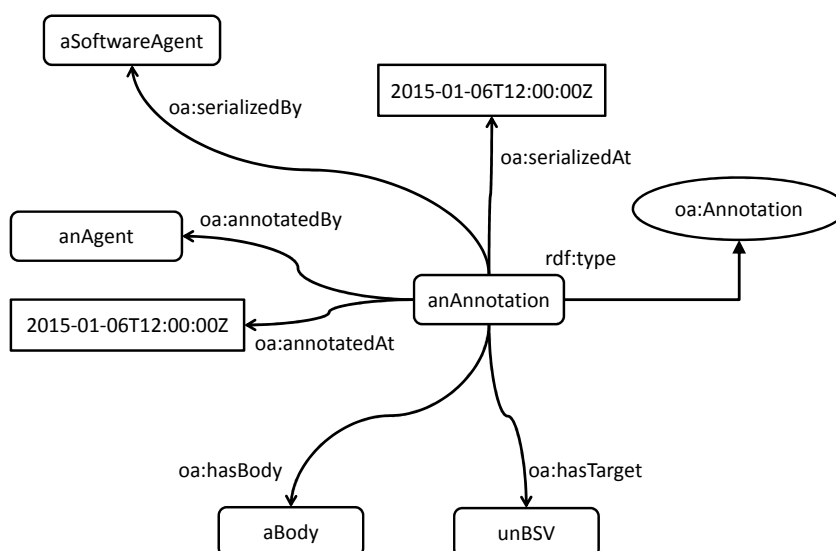 aSoftwareAgent
2015-01-06T12:00:00Z
oa:serializedBy
oa:serializedAt
oa:Annotation
oa:annotatedBy
anAgent
rdf:type
anAnnotation
2015-01-06T12:00:00Z
oa:annotatedAt
oa:hasBody
oa:hasTarget
aBody
unBSV